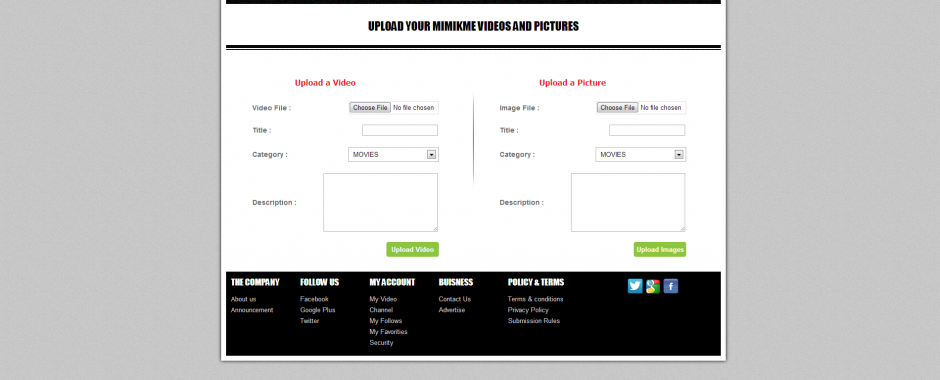 UPLOAD YOUR MIMIKME VIDEOS AND PICTURES
Upload a Video
Video File :
Choose File No file chosen
Title :
Category :
MOVIES
Description :
Upload Video
Upload a Picture
Image File :
Choose File No file chosen
Title :
Category :
MOVIES
Description :
Upload Images
THE COMPANY
About us
Announcement
FOLLOW US
Facebook
Google Plus
Twitter
MY ACCOUNT
My Video
Channel
My Follows
My Favorities
Security
BUISNESS
Contact Us
Advertise
POLICY & TERMS
Terms & conditions
Privacy Policy
Submission Rules